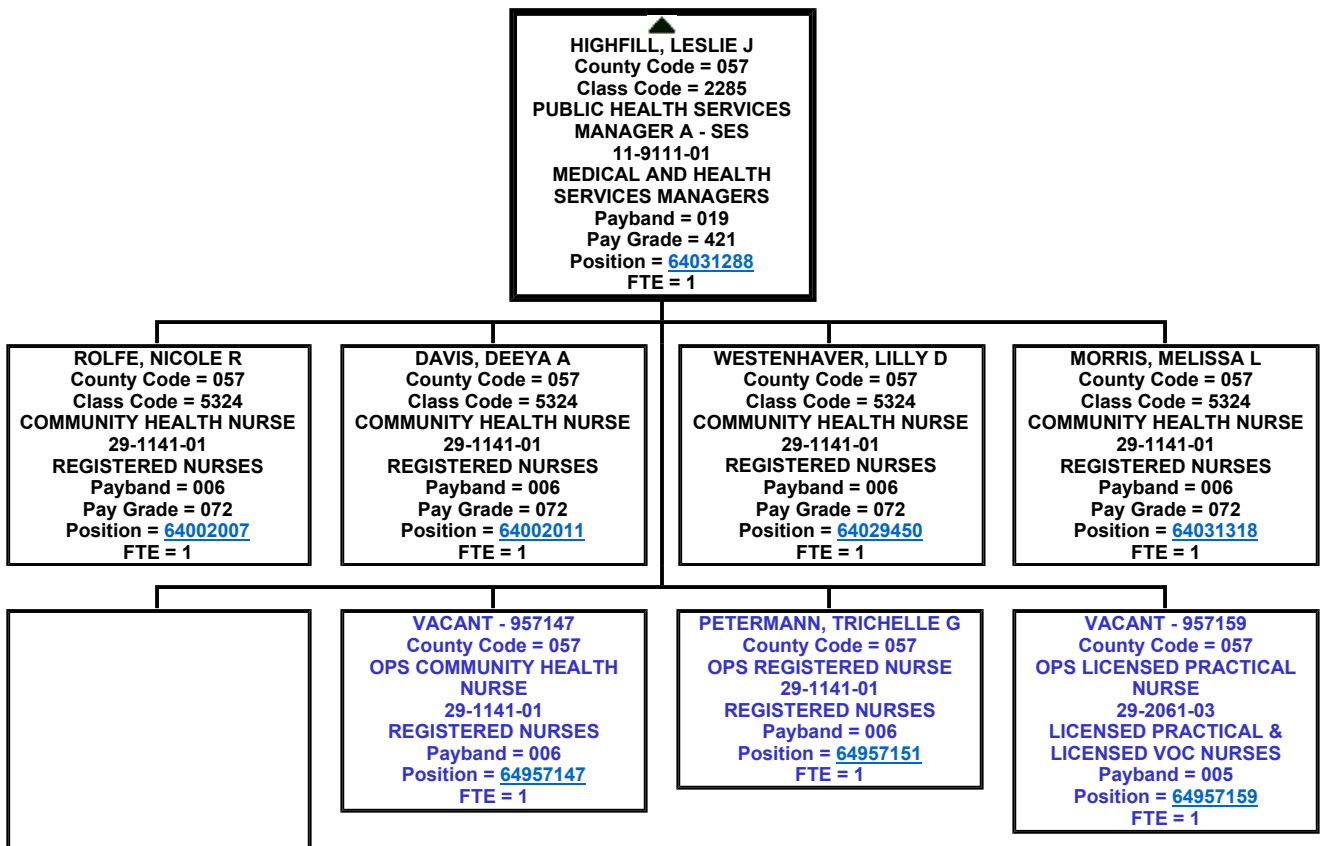 HIGHFILL, LESLIE J
County Code = 057
Class Code = 2285
PUBLIC HEALTH SERVICES
MANAGER A - SES
11-9111-01
MEDICAL AND HEALTH
SERVICES MANAGERS
Payband = 019
Pay Grade = 421
Position = 64031288
FTE = 1
ROLFE, NICOLE R
County Code = 057
Class Code = 5324
COMMUNITY HEALTH NURSE
29-1141-01
REGISTERED NURSES
Payband = 006
Pay Grade = 072
Position = 64002007
FTE = 1
DAVIS, DEEYA A
County Code = 057
Class Code = 5324
COMMUNITY HEALTH NURSE
29-1141-01
REGISTERED NURSES
Payband = 006
Pay Grade = 072
Position = 64002011
FTE = 1
WESTENHAVER, LILLY D
County Code = 057
Class Code = 5324
COMMUNITY HEALTH NURSE
29-1141-01
REGISTERED NURSES
Payband = 006
Pay Grade = 072
Position = 64029450
FTE = 1
MORRIS, MELISSA L
County Code = 057
Class Code = 5324
COMMUNITY HEALTH NURSE
29-1141-01
REGISTERED NURSES
Payband = 006
Pay Grade = 072
Position = 64031318
FTE = 1
VACANT - 957147
County Code = 057
OPS COMMUNITY HEALTH
NURSE
29-1141-01
REGISTERED NURSES
Payband = 006
Position = 64957147
FTE = 1
PETERMANN, TRICHELLE G
County Code = 057
OPS REGISTERED NURSE
29-1141-01
REGISTERED NURSES
Payband = 006
Position = 64957151
FTE = 1
VACANT - 957159
County Code = 057
OPS LICENSED PRACTICAL
NURSE
29-2061-03
LICENSED PRACTICAL &
LICENSED VOC NURSES
Payband = 005
Position = 64957159
FTE = 1